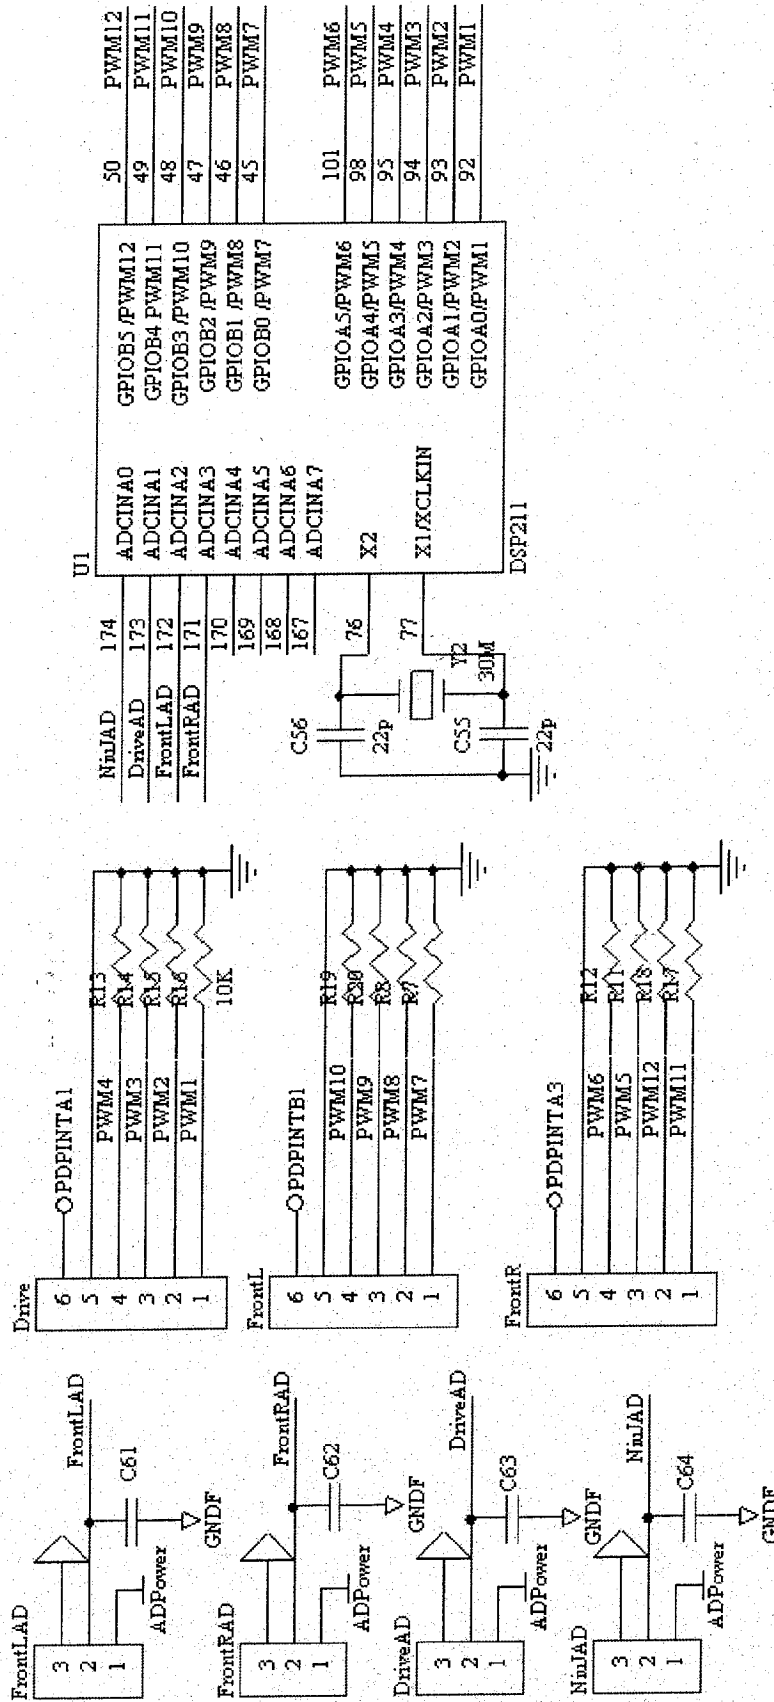 FrontLAD
3
2
1
FrontLAD
C61
GNDF
ADPower
FrontRAD
3
2
1
FrontRAD
C62
GNDF
ADPower
DriveAD
3
2
1
DriveAD
C63
GNDF
ADPower
NiuJAD
3
2
1
NiuJAD
C64
GNDF
ADPower
Drive
6
5
4
3
2
1
PDPINTA1
PWM4
PWM3
PWM2
PWM1
R13
R14
R15
R16
10K
FrontL
6
5
4
3
2
1
PDPINTB1
PWM10
PWM9
PWM8
PWM7
R19
R20
R8
R7
FrontR
6
5
4
3
2
1
PDPINTA3
PWM6
PWM5
PWM12
PWM11
R12
R11
R18
R17
U1
NiuJAD 174 ADCINA0
DriveAD 173 ADCINA1
FrontLAD 172 ADCINA2
FrontRAD 171 ADCINA3
170 ADCINA4
169 ADCINA5
168 ADCINA6
167 ADCINA7
76 X2
77 X1/XCLKIN
C56
22p
C55
22p
Y2
30M
GPIOB5 /PWM12 50 PWM12
GPIOB4 PWM11 49 PWM11
GPIOB3 /PWM10 48 PWM10
GPIOB2 /PWM9 47 PWM9
GPIOB1 /PWM8 46 PWM8
GPIOB0 /PWM7 45 PWM7
GPIOA5/PWM6 101 PWM6
GPIOA4/PWM5 98 PWM5
GPIOA3/PWM4 95 PWM4
GPIOA2/PWM3 94 PWM3
GPIOA1/PWM2 93 PWM2
GPIOA0/PWM1 92 PWM1
DSP211